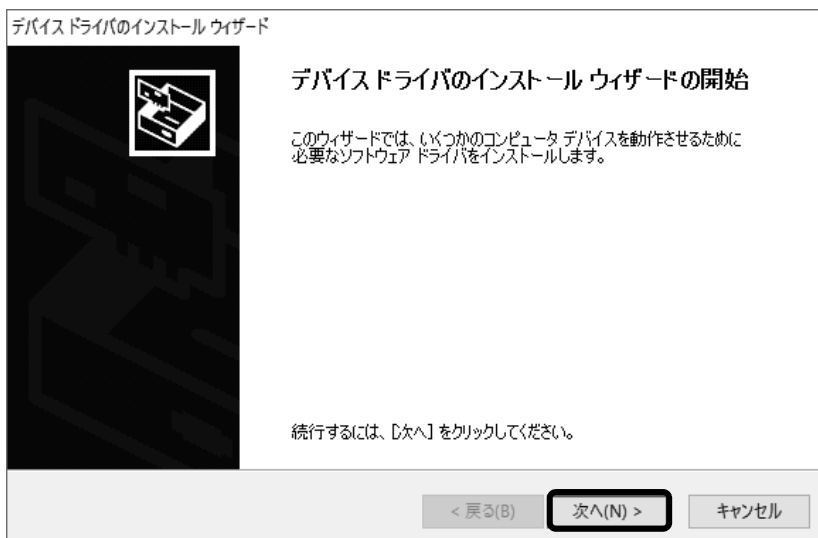 デバイス ドライバのインストール ウィザード
デバイス ドライバのインストール ウィザードの開始
このウィザードでは、いくつかのコンピュータ デバイスを動作させるために
必要なソフトウェア ドライバをインストールします。
続行するには、[次へ] をクリックしてください。
< 戻る(B)
次へ(N) >
キャンセル